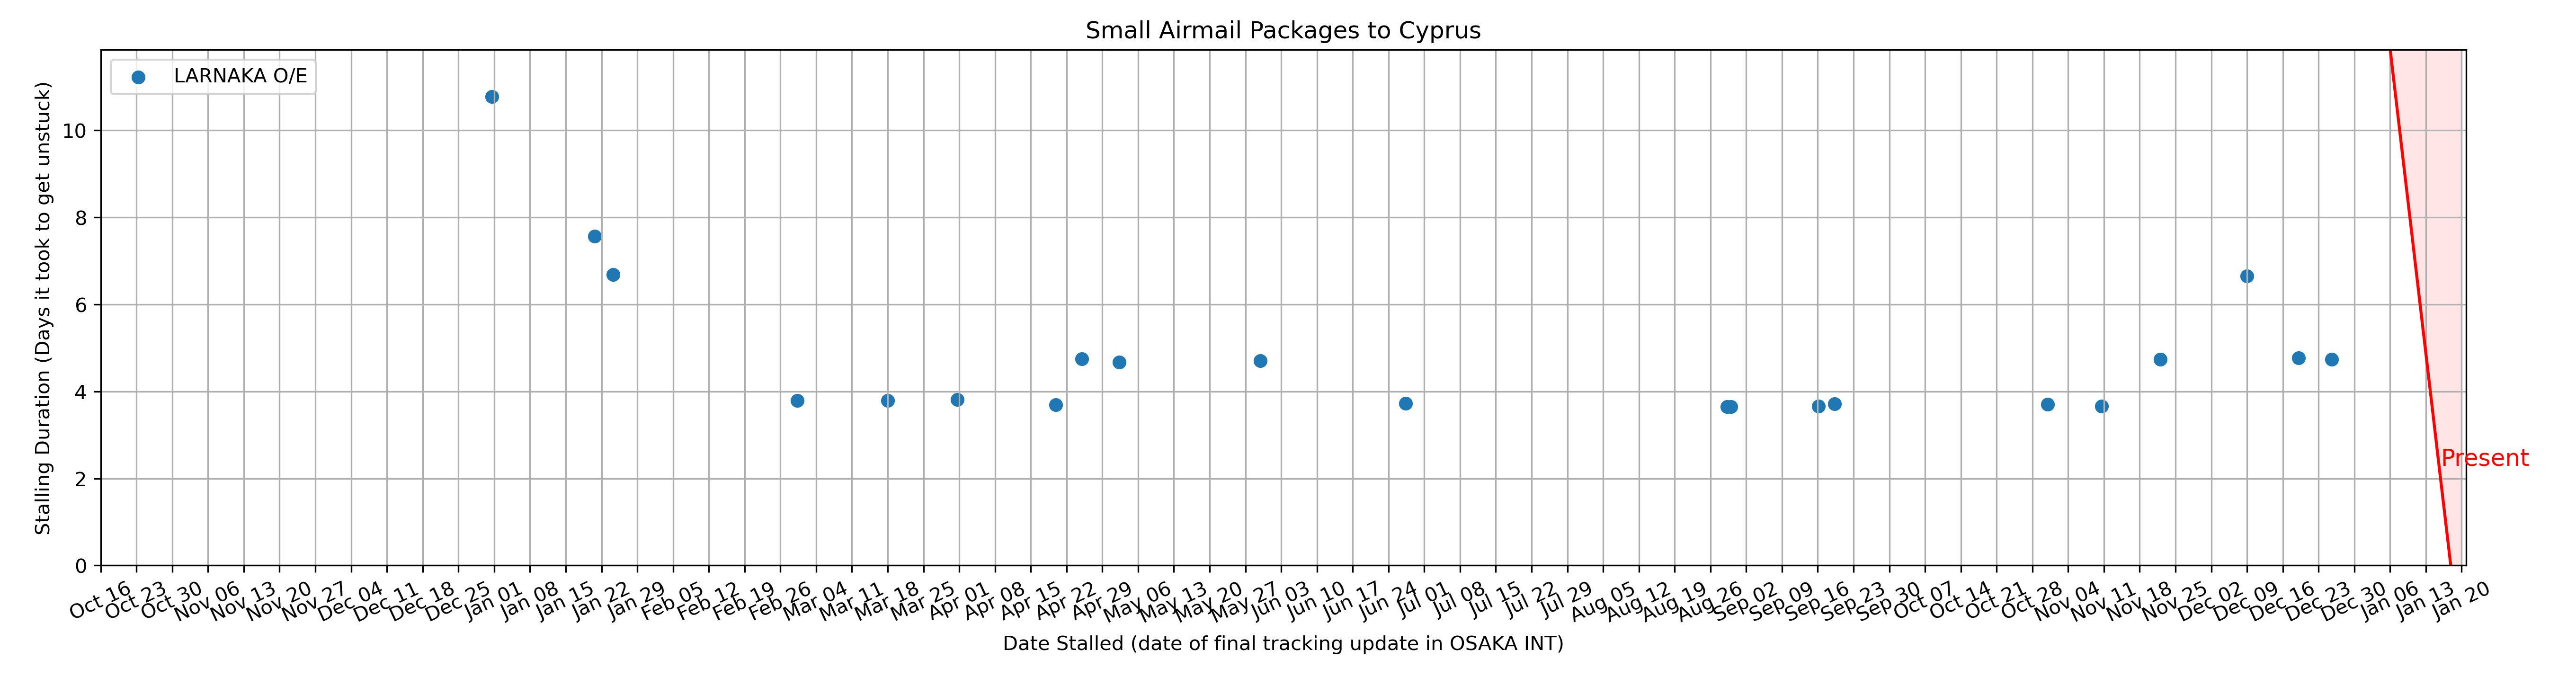 Small Airmail Packages to Cyprus
LARNAKA O/E
Stalling Duration (Days it took to get unstuck)
10
8
6
4
2
0
Present
Oct 16 Oct 23 Oct 30 Nov 06 Nov 13 Nov 20 Nov 27 Dec 04 Dec 11 Dec 18 Dec 25 Jan 01 Jan 08 Jan 15 Jan 22 Jan 29 Feb 05 Feb 12 Feb 19 Feb 26 Mar 04 Mar 11 Mar 18 Mar 25 Apr 01 Apr 08 Apr 15 Apr 22 Apr 29 May 06 May 13 May 20 May 27 Jun 03 Jun 10 Jun 17 Jun 24 Jul 01 Jul 08 Jul 15 Jul 22 Jul 29 Aug 05 Aug 12 Aug 19 Aug 26 Sep 02 Sep 09 Sep 16 Sep 23 Sep 30 Oct 07 Oct 14 Oct 21 Oct 28 Nov 04 Nov 11 Nov 18 Nov 25 Dec 02 Dec 09 Dec 16 Dec 23 Dec 30 Jan 06 Jan 13 Jan 20
Date Stalled (date of final tracking update in OSAKA INT)